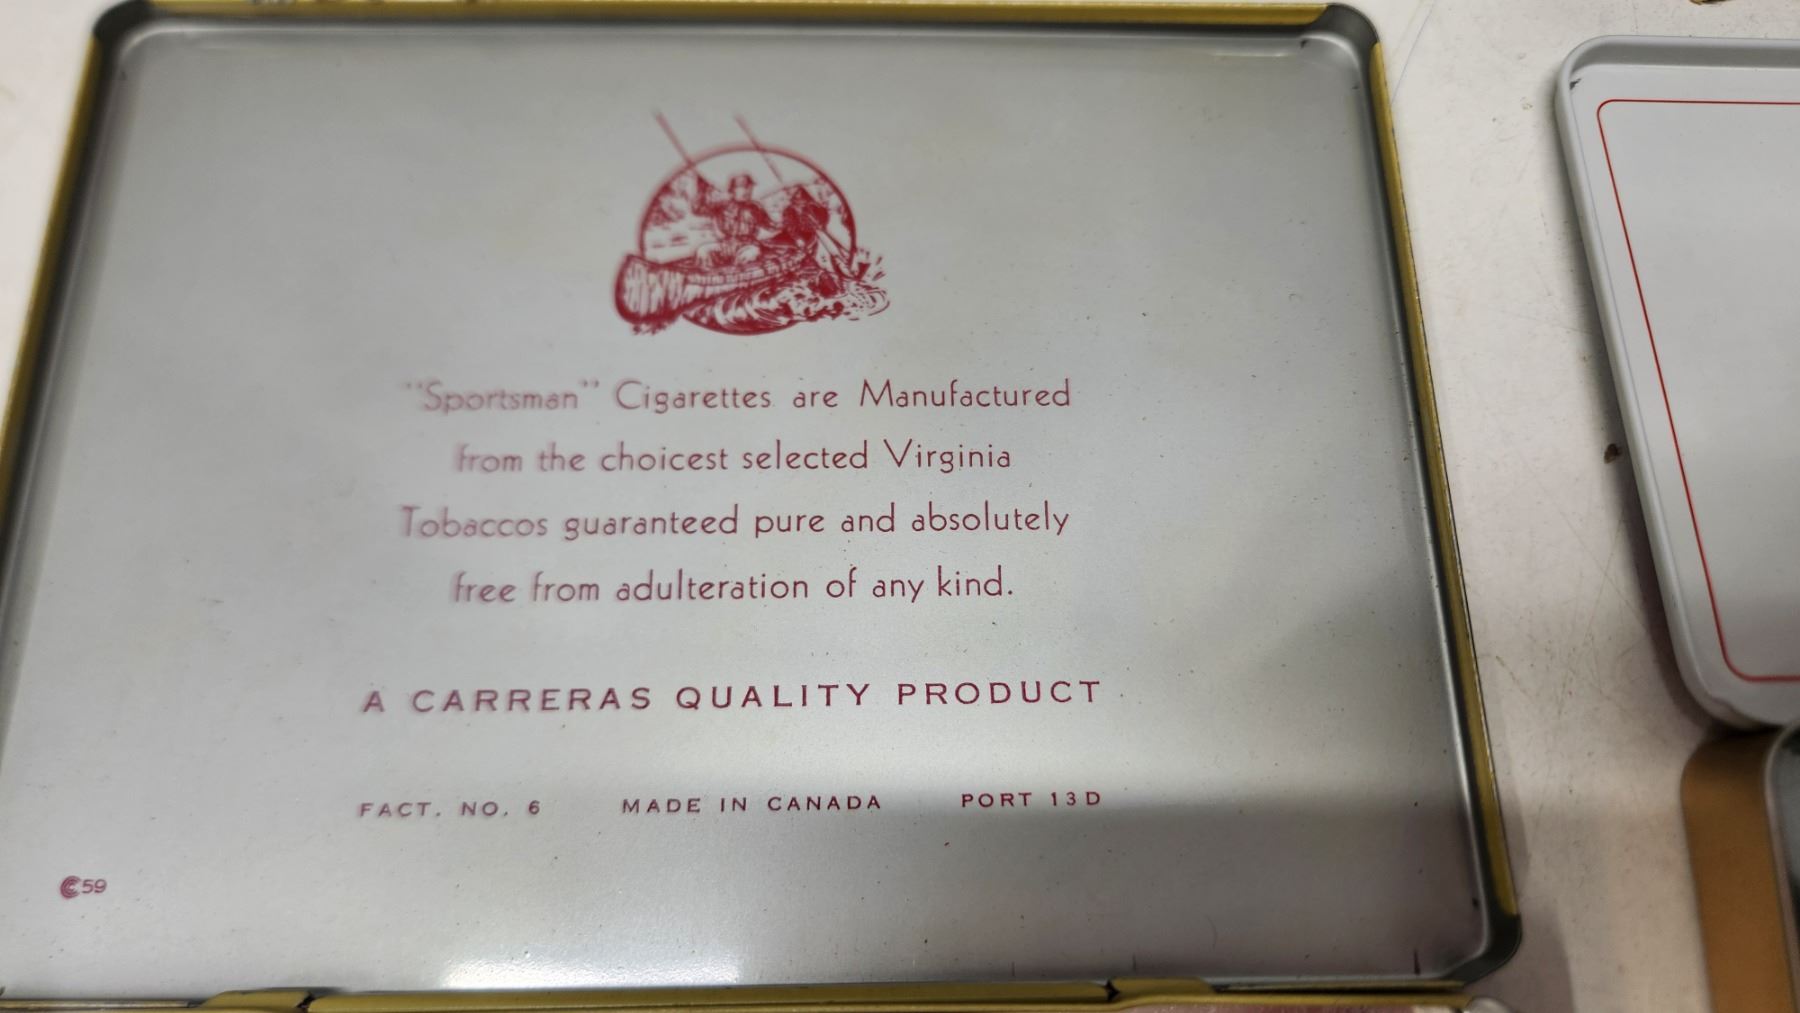 "Sportsman" Cigarettes are Manufactured
from the choicest selected Virginia
Tobaccos guaranteed pure and absolutely
free from adulteration of any kind.
A CARRERAS QUALITY PRODUCT
FACT. NO. 6 MADE IN CANADA PORT 13D
59